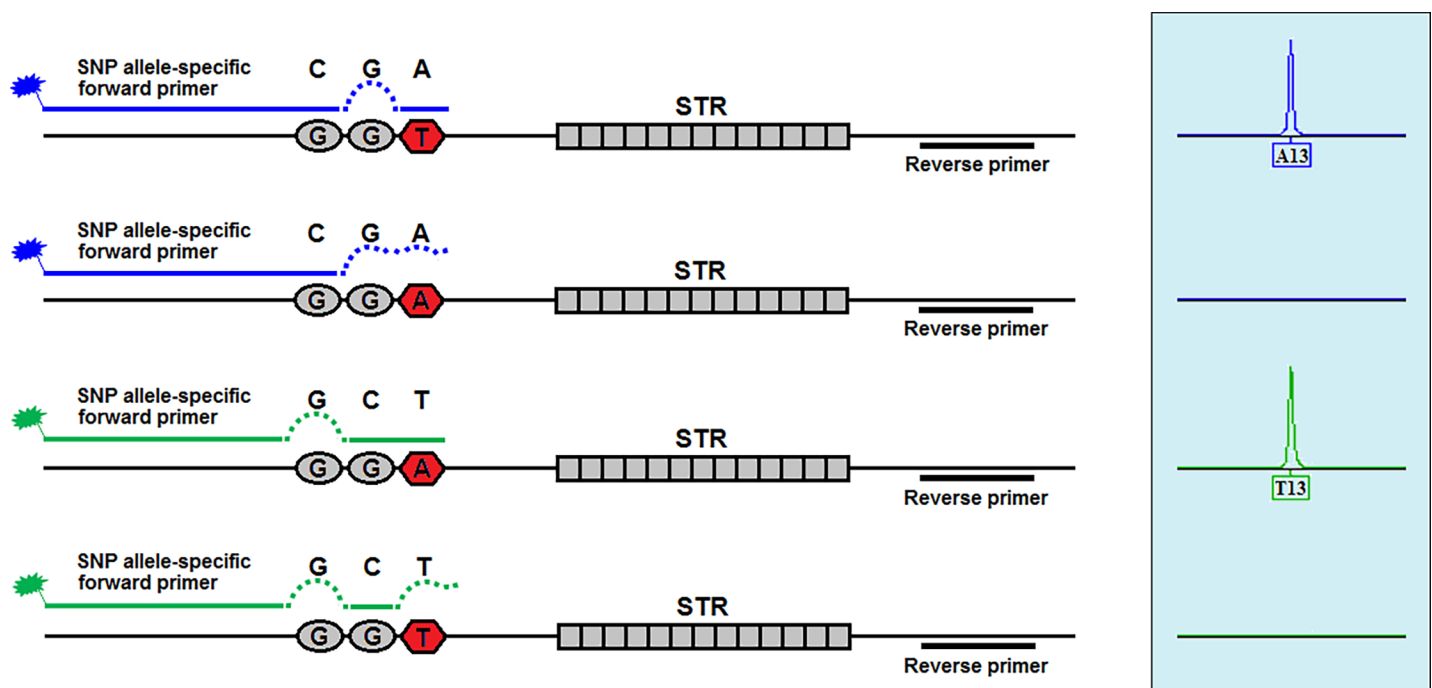 SNP allele-specific
forward primer
C G A
STR
G G T
Reverse primer
A13
SNP allele-specific
forward primer
C G A
STR
G G A
Reverse primer
SNP allele-specific
forward primer
G C T
STR
G G A
Reverse primer
T13
SNP allele-specific
forward primer
G C T
STR
G G T
Reverse primer